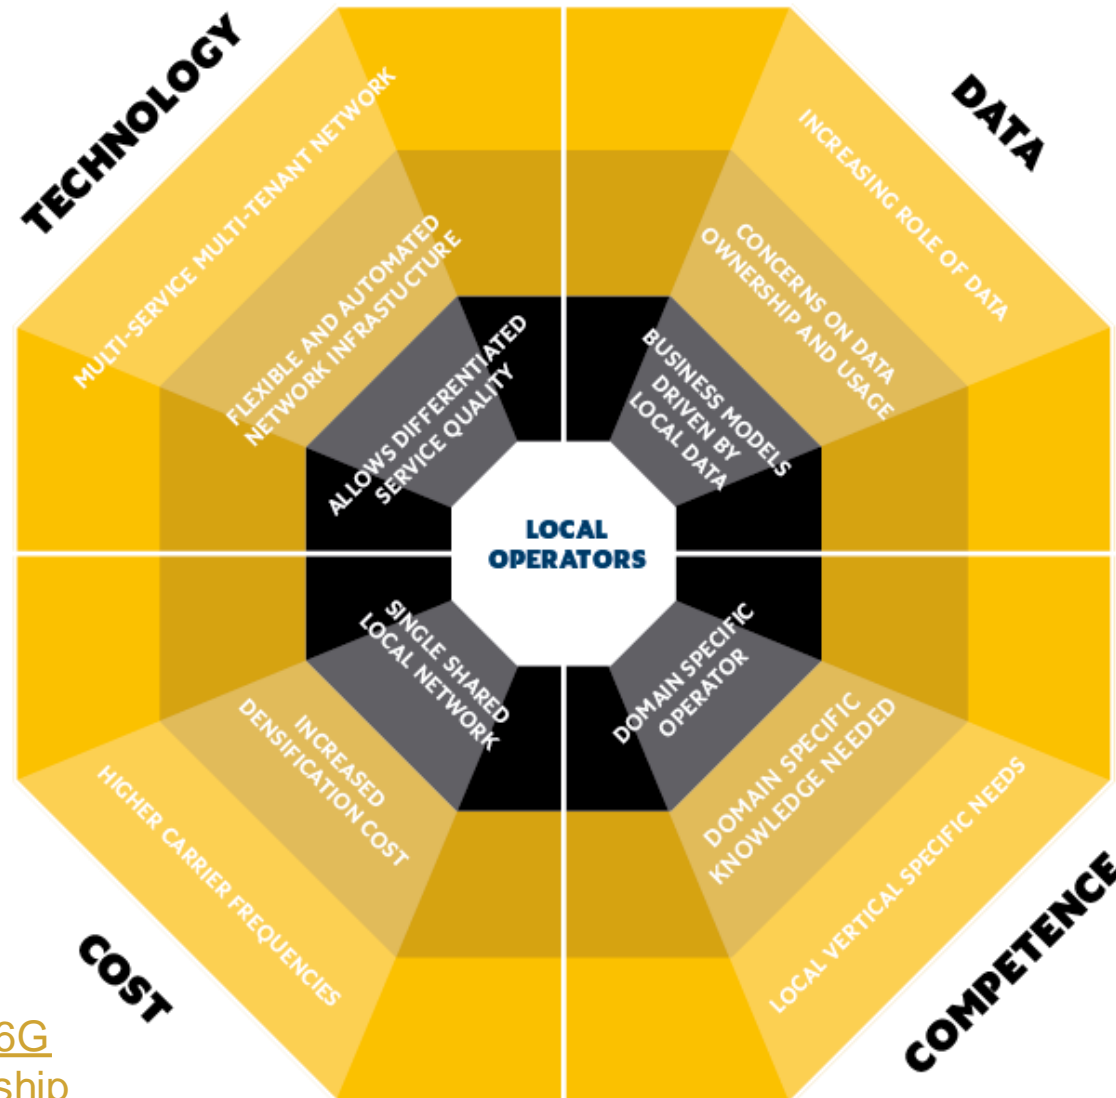 TECHNOLOGY
MULTI-SERVICE MULTI-TENANT NETWORK
FLEXIBLE AND AUTOMATED
NETWORK INFRASTUCTURE
ALLOWS DIFFERENTIATED
SERVICE QUALITY
DATA
INCREASING ROLE OF DATA
CONCERNS ON DATA
OWNERSHIP AND USAGE
BUSINESS MODELS
DRIVEN BY
LOCAL DATA
LOCAL
OPERATORS
SINGLE SHARED
LOCAL NETWORK
INCREASED
DENSIFICATION COST
HIGHER CARRIER FREQUENCIES
COST
DOMAIN SPECIFIC
OPERATOR
DOMAIN SPECIFIC
KNOWLEDGE NEEDED
LOCAL VERTICAL SPECIFIC NEEDS
COMPETENCE
6G
ship